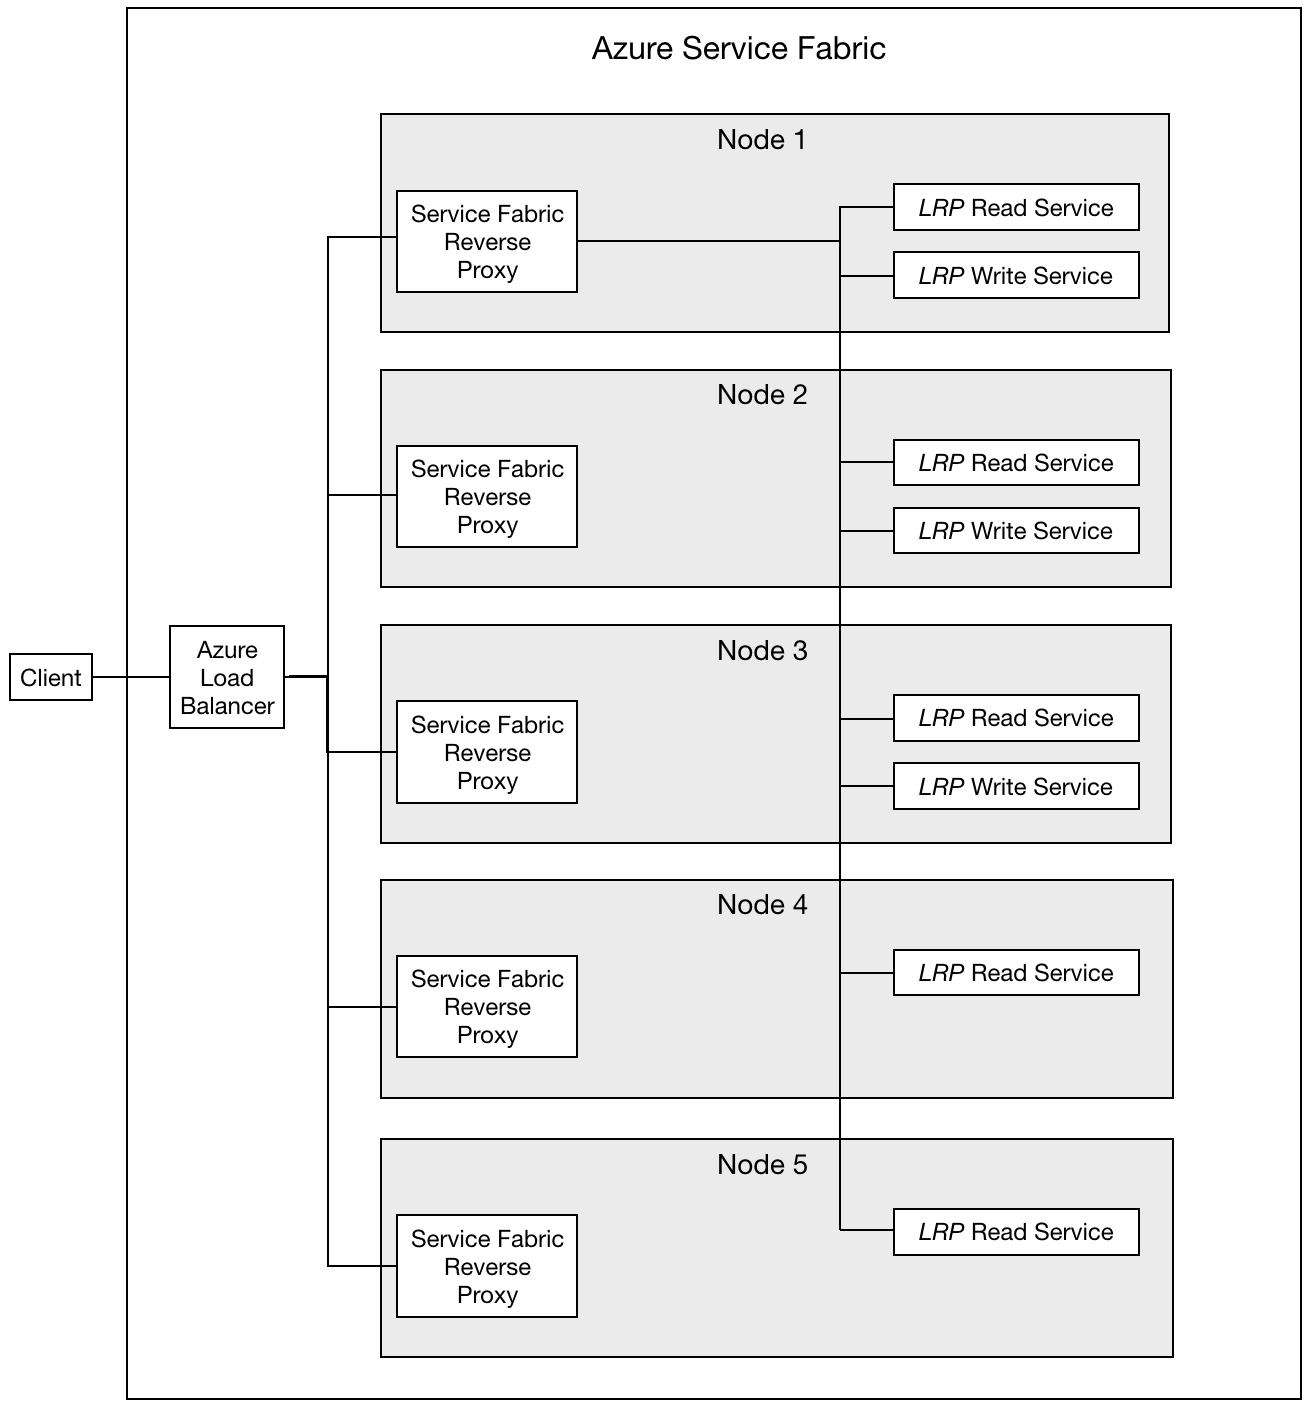 Azure Service Fabric
Node 1
Service Fabric
Reverse
Proxy
LRP Read Service
LRP Write Service
Node 2
Service Fabric
Reverse
Proxy
LRP Read Service
LRP Write Service
Client
Azure
Load
Balancer
Node 3
Service Fabric
Reverse
Proxy
LRP Read Service
LRP Write Service
Node 4
Service Fabric
Reverse
Proxy
LRP Read Service
Node 5
Service Fabric
Reverse
Proxy
LRP Read Service